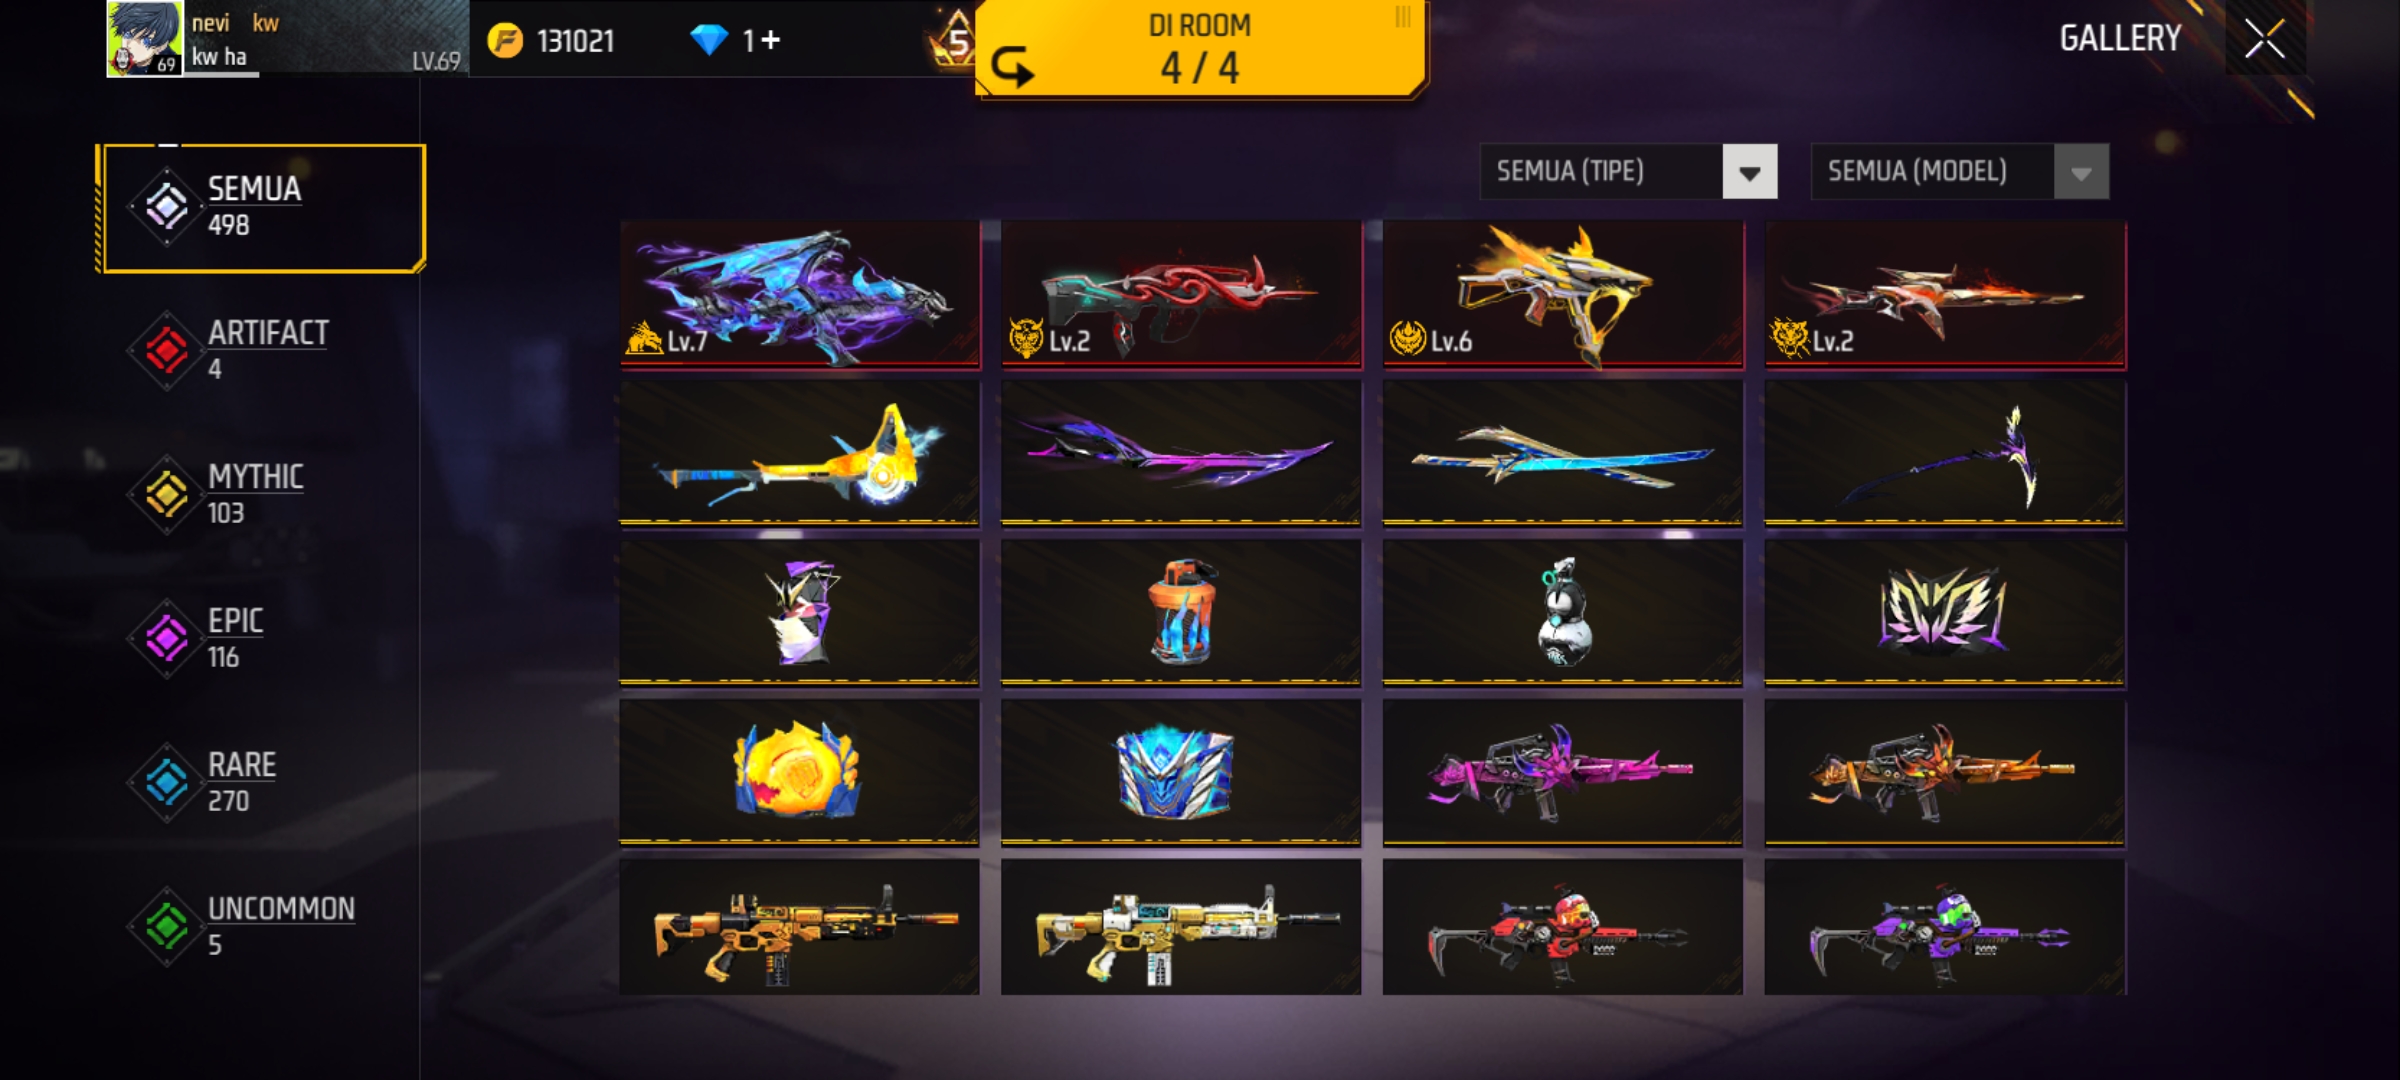 nevi kw
kw ha
69
LV.69
131021
1+
5
DI ROOM
4 / 4
GALLERY
SEMUA (TIPE)
SEMUA (MODEL)
SEMUA
498
ARTIFACT
4
MYTHIC
103
EPIC
116
RARE
270
UNCOMMON
5
Lv.7
Lv.2
Lv.6
Lv.2